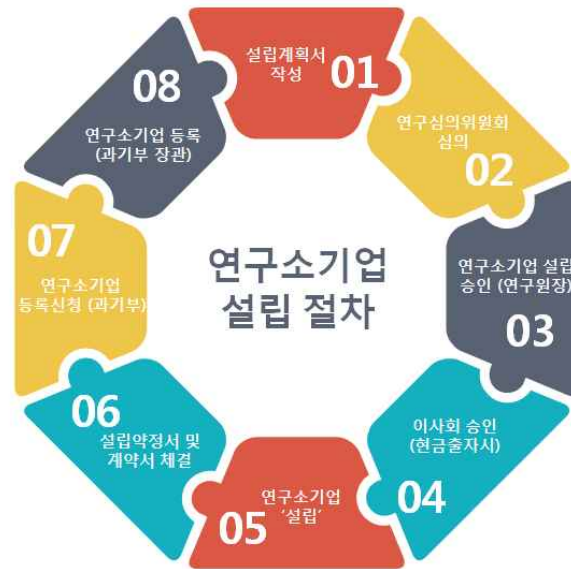 연구소기업
설립 절차
설립계획서
작성
01
연구심의위원회
심의
02
연구소기업 설립
승인 (연구원장)
03
이사회 승인
(현금출자시)
04
연구소기업
'설립'
05
06
설립약정서 및
계약서 체결
07
연구소기업
등록신청 (과기부)
08
연구소기업 등록
(과기부 장관)